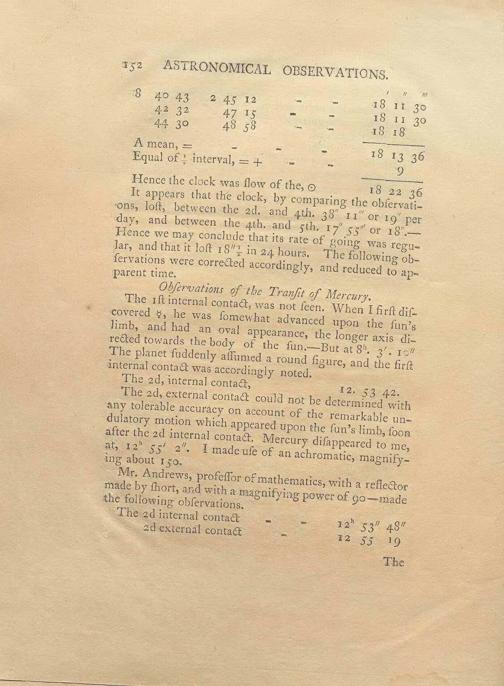 152 ASTRONOMICAL OBSERVATIONS.
′ ″ ‴
8 40 43 2 45 12 - - 18 11 30
42 32 47 15 - - 18 11 30
44 30 48 58 - - 18 18
A mean, = - - - 18 13 36
Equal of ½ interval, = + - - 9
18 22 36
Hence the clock was ſlow of the, ☉
It appears that the clock, by comparing the obſervati-
ons, loſt, between the 2d. and 4th. 38″ 11‴ or 19″ per
day, and between the 4th. and 5th. 17″ 55‴ or 18″.—
Hence we may conclude that its rate of going was regu-
lar, and that it loſt 18″½ in 24 hours. The following ob-
ſervations were corrected accordingly, and reduced to ap-
parent time.
Obſervations of the Tranſit of Mercury.
The 1ſt internal contact, was not ſeen. When I firſt diſ-
covered ☿, he was ſomewhat advanced upon the ſun's
limb, and had an oval appearance, the longer axis di-
rected towards the body of the ſun.—But at 8ʰ. 3′. 10″
The planet ſuddenly aſſumed a round figure, and the firſt
internal contact was accordingly noted.
The 2d, internal contact, 12. 53 42.
The 2d, external contact could not be determined with
any tolerable accuracy on account of the remarkable un-
dulatory motion which appeared upon the ſun's limb, ſoon
after the 2d internal contact. Mercury diſappeared to me,
at, 12ʰ 55′ 2″. I made uſe of an achromatic, magnify-
ing about 150.
Mr. Andrews, profeſſor of mathematics, with a reflector
made by ſhort, and with a magnifying power of 90—made
the following obſervations.
The 2d internal contact - - 12ʰ 53″ 48″
2d external contact - 12 55 19
The